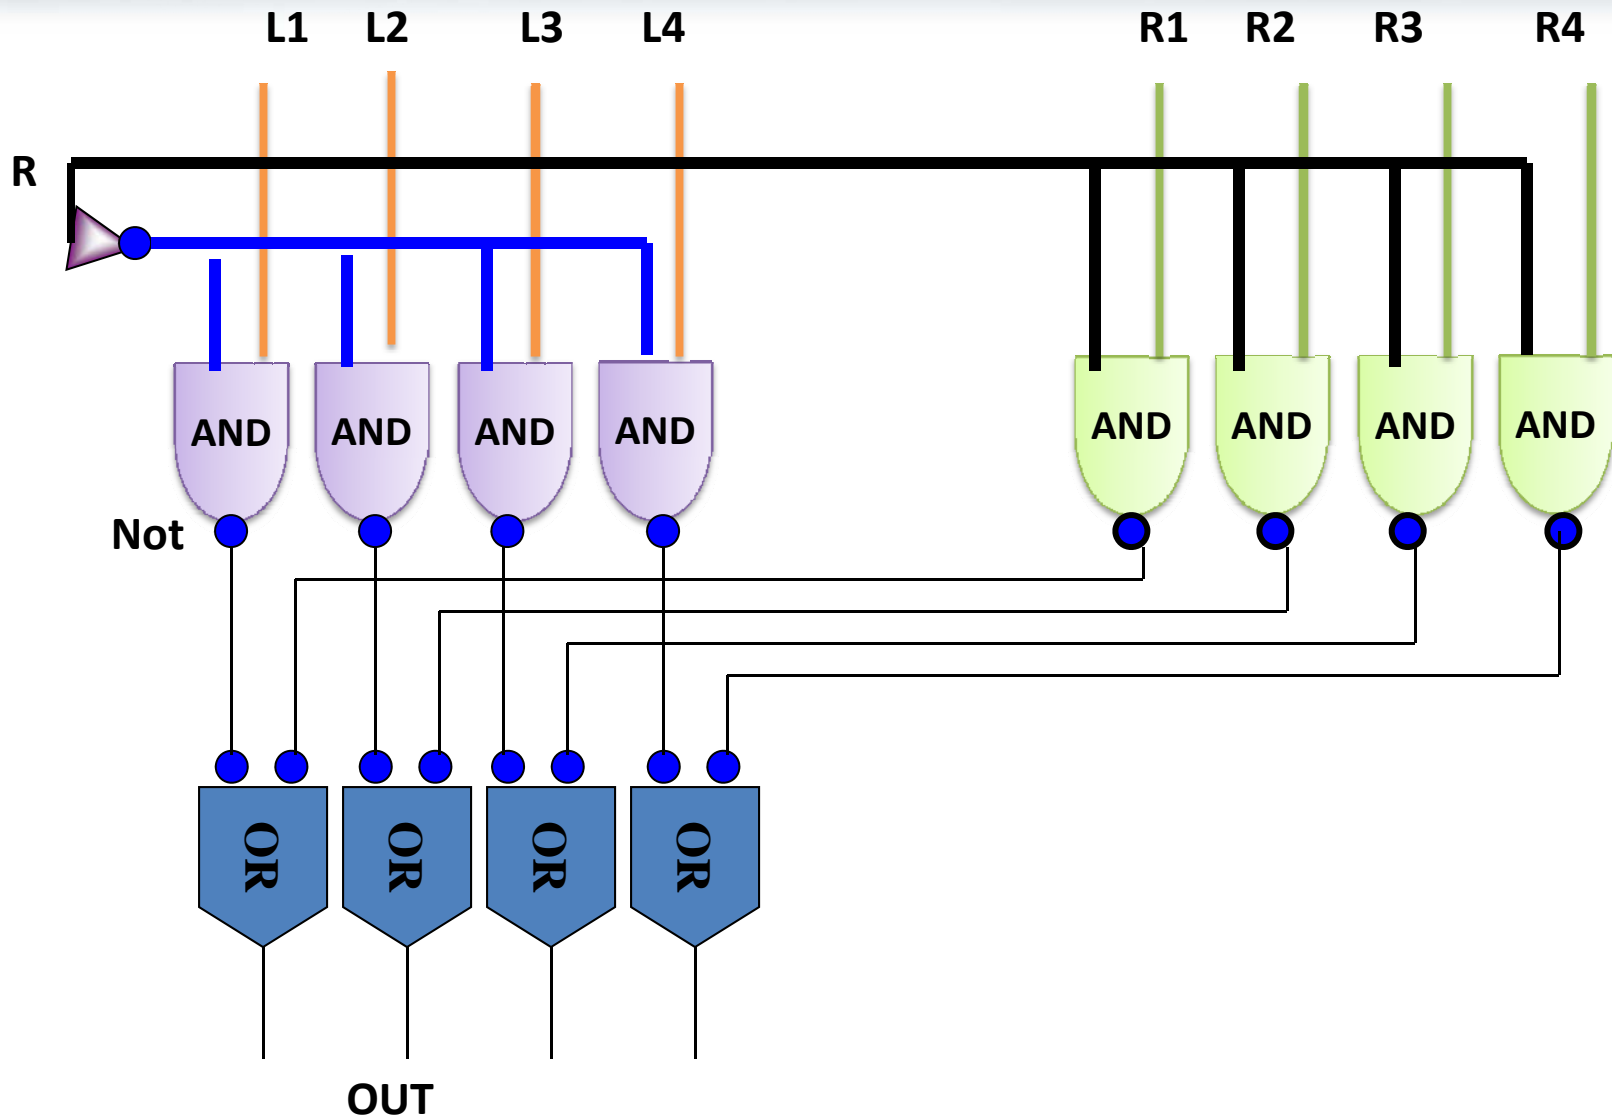 L1 L2 L3 L4 R1 R2 R3 R4
R
AND AND AND AND AND AND AND AND
Not
OR OR OR OR
OUT